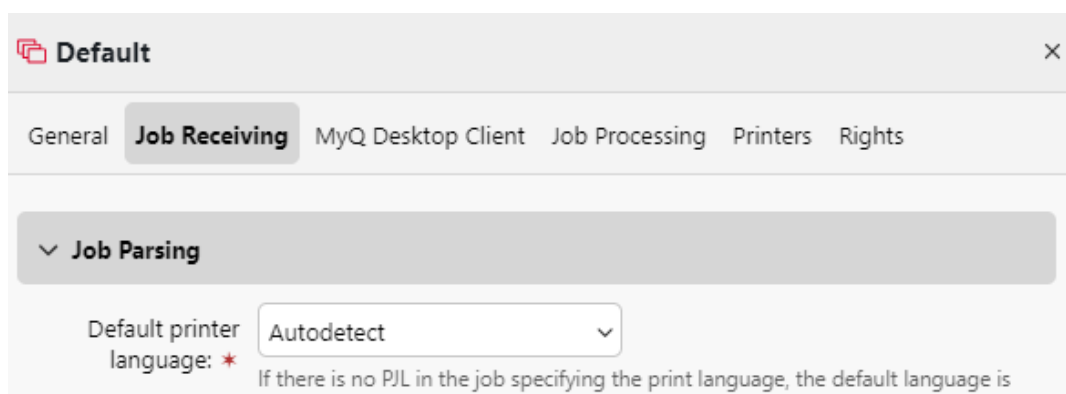 Default
General Job Receiving MyQ Desktop Client Job Processing Printers Rights
Job Parsing
Default printer
language: *
Autodetect
If there is no PJL in the job specifying the print language, the default language is